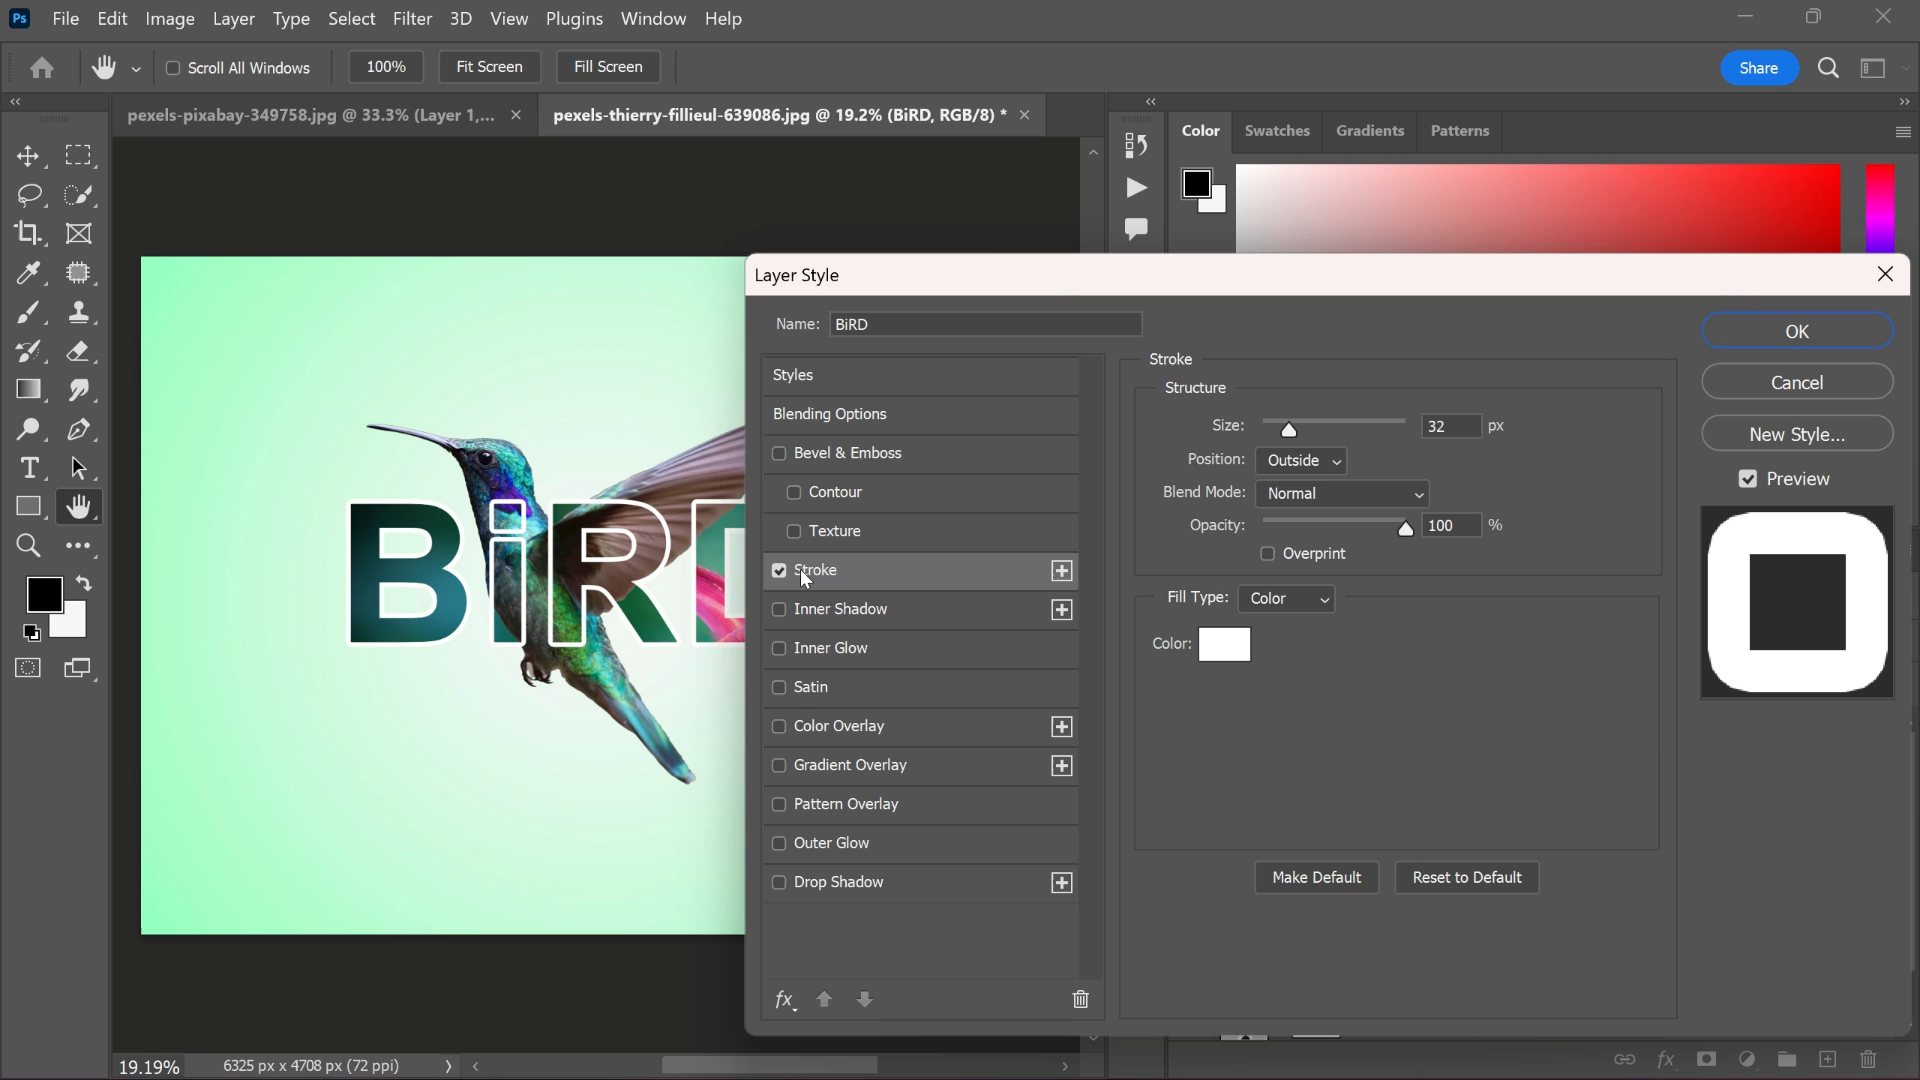 Ps File Edit Image Layer Type Select Filter 3D View Plugins Window Help
Scroll All Windows 100% Fit Screen Fill Screen Share
pexels-pixabay-349758.jpg @ 33.3% (Layer 1,... pexels-thierry-fillieul-639086.jpg @ 19.2% (BiRD, RGB/8) *
Color Swatches Gradients Patterns
Layer Style
Name: BiRD
OK
Stroke
Styles
Structure
Cancel
Blending Options
Size: 32 px
New Style...
Bevel & Emboss
Position: Outside
Preview
Contour
Blend Mode: Normal
Texture
Opacity: 100 %
Overprint
BiRD
Stroke
Fill Type: Color
Inner Shadow
Color:
Inner Glow
Satin
Color Overlay
Gradient Overlay
Pattern Overlay
Outer Glow
Make Default Reset to Default
Drop Shadow
fx
19.19% 6325 px x 4708 px (72 ppi)
fx